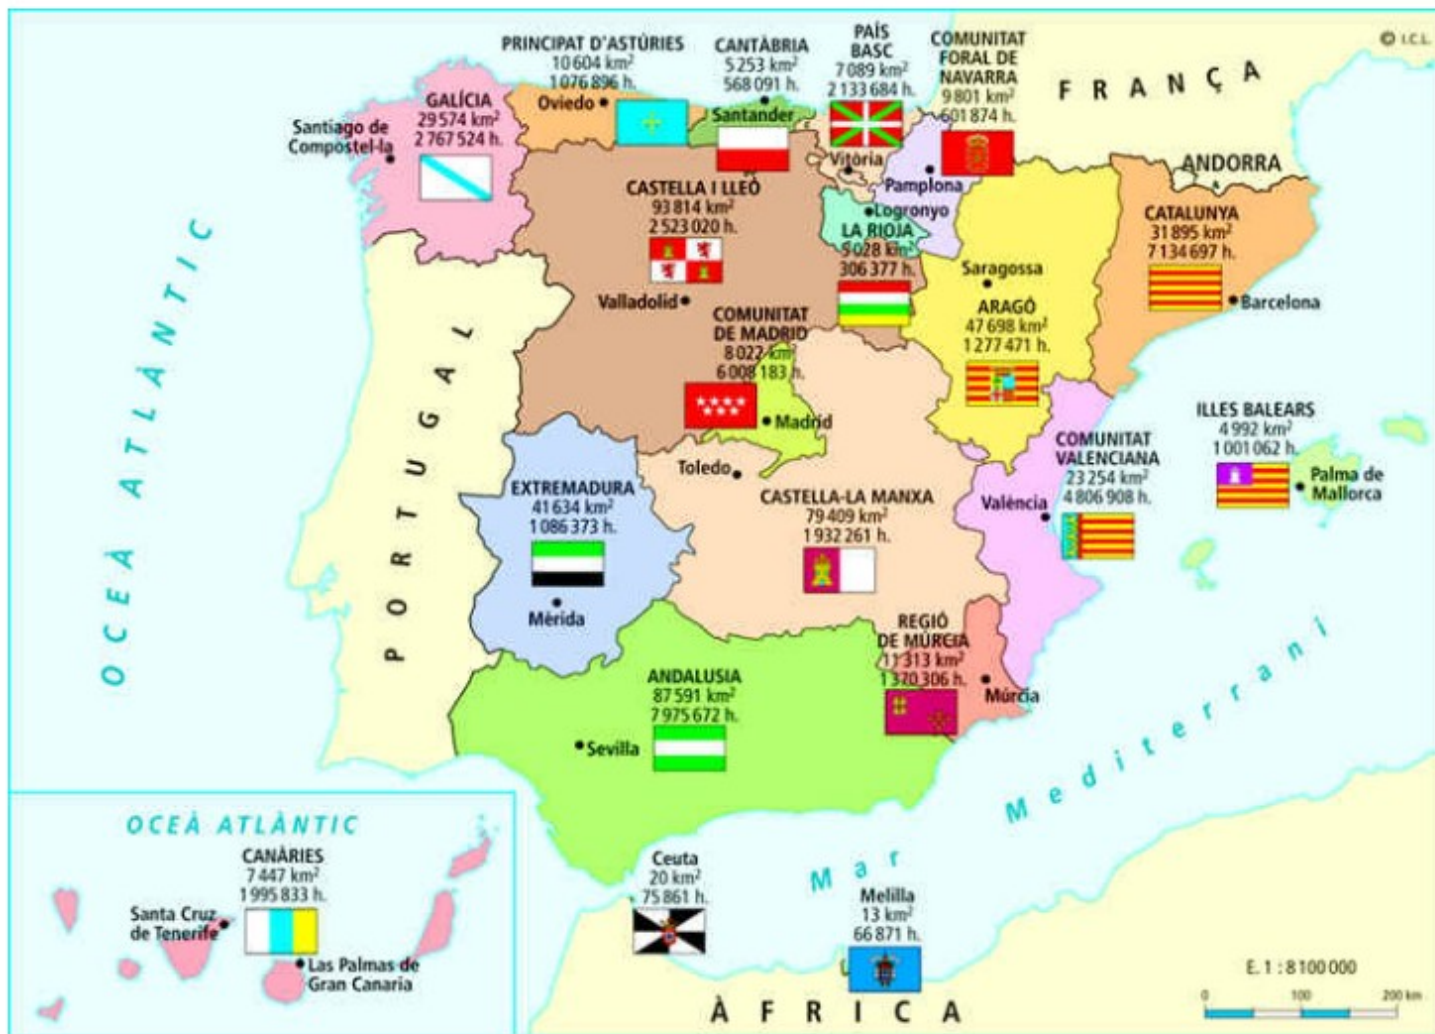 © I.C.L.
PRINCIPAT D'ASTÚRIES
10 604 km²
1 076 896 h.
Oviedo
CANTÀBRIA
5 253 km²
568 091 h.
Santander
PAÍS
BASC
7 089 km²
2 133 684 h.
Vitòria
COMUNITAT
FORAL DE
NAVARRA
9 801 km²
601 874 h.
Pamplona
FRANÇA
ANDORRA
GALÍCIA
29 574 km²
2 767 524 h.
Santiago de
Compostel·la
CASTELLA I LLEÓ
93 814 km²
2 523 020 h.
Valladolid
Logronyo
LA RIOJA
5 028 km²
306 377 h.
Saragossa
ARAGÓ
47 698 km²
1 277 471 h.
CATALUNYA
31 895 km²
7 134 697 h.
Barcelona
OCEÀ ATLÀNTIC
PORTUGAL
COMUNITAT
DE MADRID
8 022 km²
6 008 183 h.
Madrid
Toledo
EXTREMADURA
41 634 km²
1 086 373 h.
Mèrida
CASTELLA-LA MANXA
79 409 km²
1 932 261 h.
COMUNITAT
VALENCIANA
23 254 km²
4 806 908 h.
València
ILLES BALEARS
4 992 km²
1 001 062 h.
Palma de
Mallorca
REGIÓ
DE MÚRCIA
11 313 km²
1 370 306 h.
Múrcia
ANDALUSIA
87 591 km²
7 975 672 h.
Sevilla
Mar Mediterrani
OCEÀ ATLÀNTIC
CANÀRIES
7 447 km²
1 995 833 h.
Santa Cruz
de Tenerife
Las Palmas de
Gran Canaria
Ceuta
20 km²
75 861 h.
Melilla
13 km²
66 871 h.
ÀFRICA
E. 1 : 8 100 000
0 100 200 km